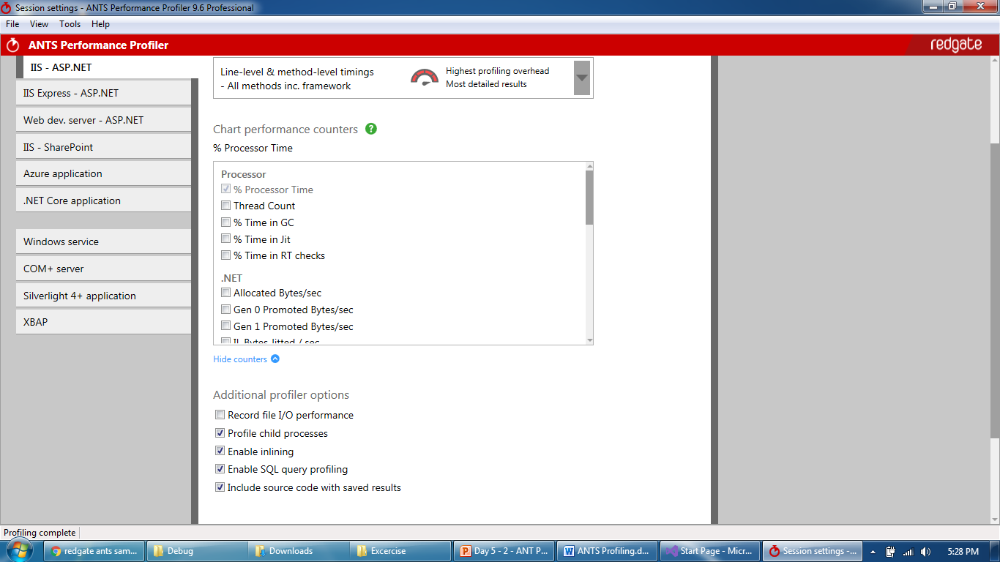 Session settings - ANTS Performance Profiler 9.6 Professional
File View Tools Help
ANTS Performance Profiler
redgate
IIS - ASP.NET
IIS Express - ASP.NET
Web dev. server - ASP.NET
IIS - SharePoint
Azure application
.NET Core application
Windows service
COM+ server
Silverlight 4+ application
XBAP
Line-level & method-level timings
- All methods inc. framework
Highest profiling overhead
Most detailed results
Chart performance counters ?
% Processor Time
Processor
% Processor Time
Thread Count
% Time in GC
% Time in Jit
% Time in RT checks
.NET
Allocated Bytes/sec
Gen 0 Promoted Bytes/sec
Gen 1 Promoted Bytes/sec
IL Bytes Jitted / sec
Hide counters
Additional profiler options
Record file I/O performance
Profile child processes
Enable inlining
Enable SQL query profiling
Include source code with saved results
Profiling complete
redgate ants sam...
Debug
Downloads
Excercise
Day 5 - 2 - ANT P...
ANTS Profiling.d...
Start Page - Micr...
Session settings -...
5:28 PM